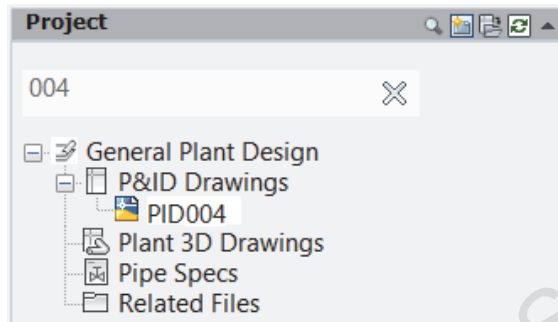 Project
004
General Plant Design
P&ID Drawings
PID004
Plant 3D Drawings
Pipe Specs
Related Files